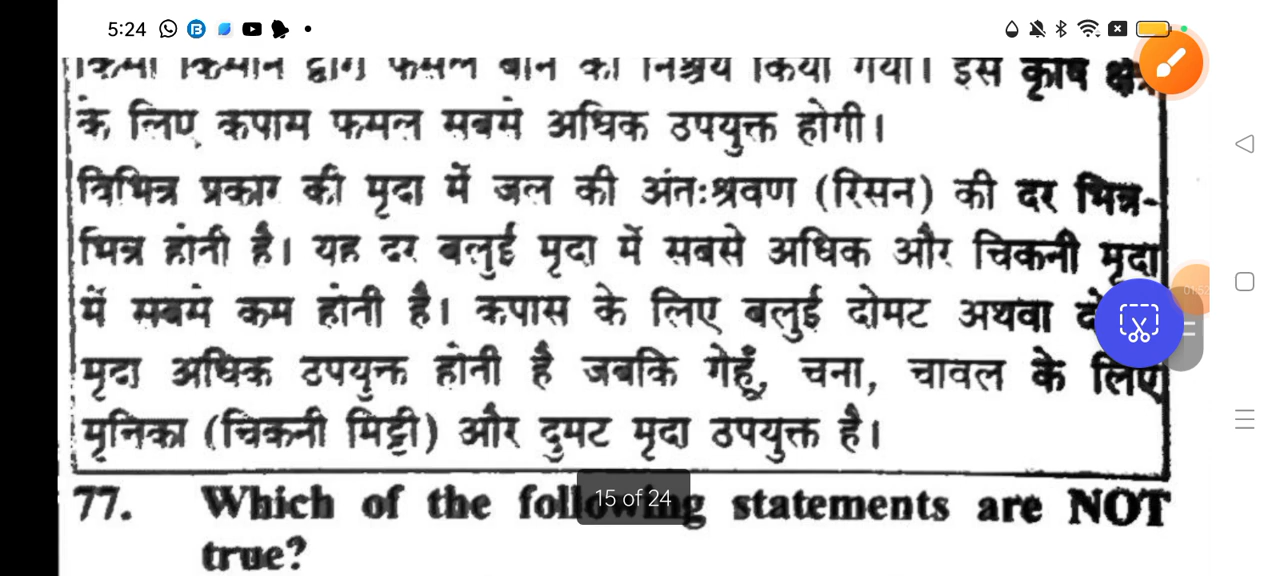 5:24
किसी किसान द्वारा फसल बोने का निश्चय किया गया। इस कृषि क्षेत्र
के लिए कपास फसल सबसे अधिक उपयुक्त होगी।
विभिन्न प्रकार की मृदा में जल की अंतःश्रवण (रिसन) की दर भिन्न-
भिन्न होती है। यह दर बलुई मृदा में सबसे अधिक और चिकनी मृदा
में सबसे कम होती है। कपास के लिए बलुई दोमट अथवा
मृदा अधिक उपयुक्त होती है जबकि गेहूँ, चना, चावल के लिए
मृत्तिका (चिकनी मिट्टी) और दुमट मृदा उपयुक्त है।
15 of 24
77. Which of the following statements are NOT
true?